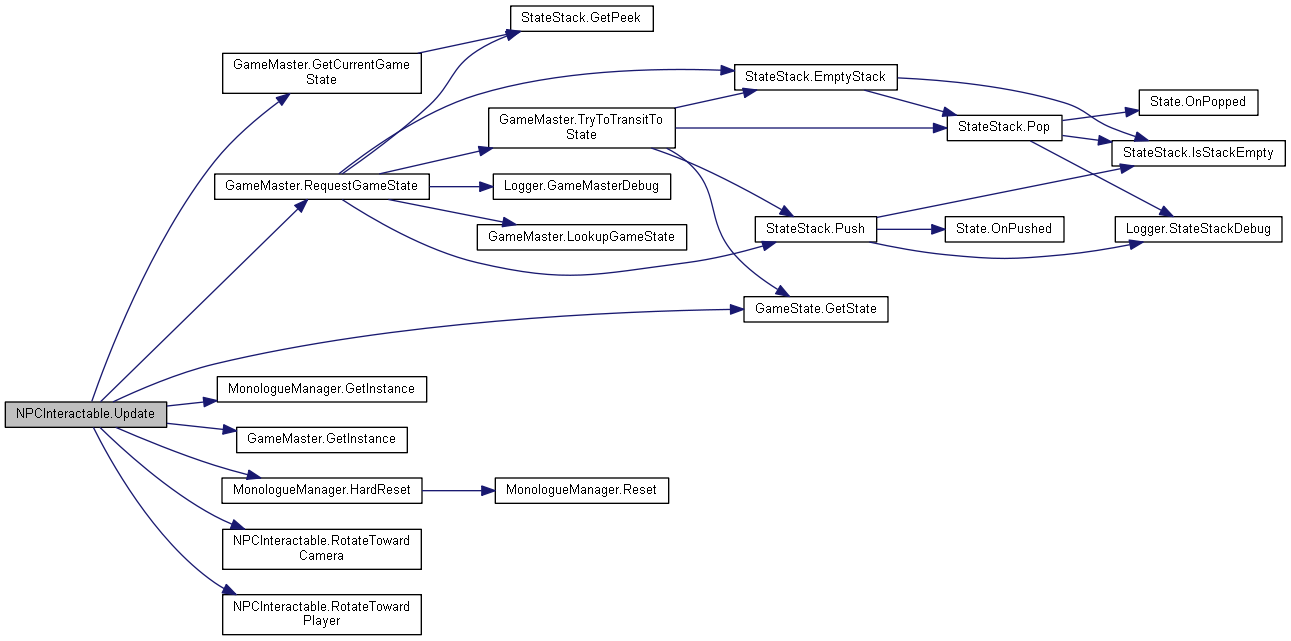 StateStack.GetPeek
GameMaster.GetCurrentGame
State
StateStack.EmptyStack
State.OnPopped
GameMaster.TryToTransitTo
State
StateStack.Pop
StateStack.IsStackEmpty
GameMaster.RequestGameState
Logger.GameMasterDebug
StateStack.Push
State.OnPushed
Logger.StateStackDebug
GameMaster.LookupGameState
GameState.GetState
MonologueManager.GetInstance
NPCInteractable.Update
GameMaster.GetInstance
MonologueManager.HardReset
MonologueManager.Reset
NPCInteractable.RotateToward
Camera
NPCInteractable.RotateToward
Player